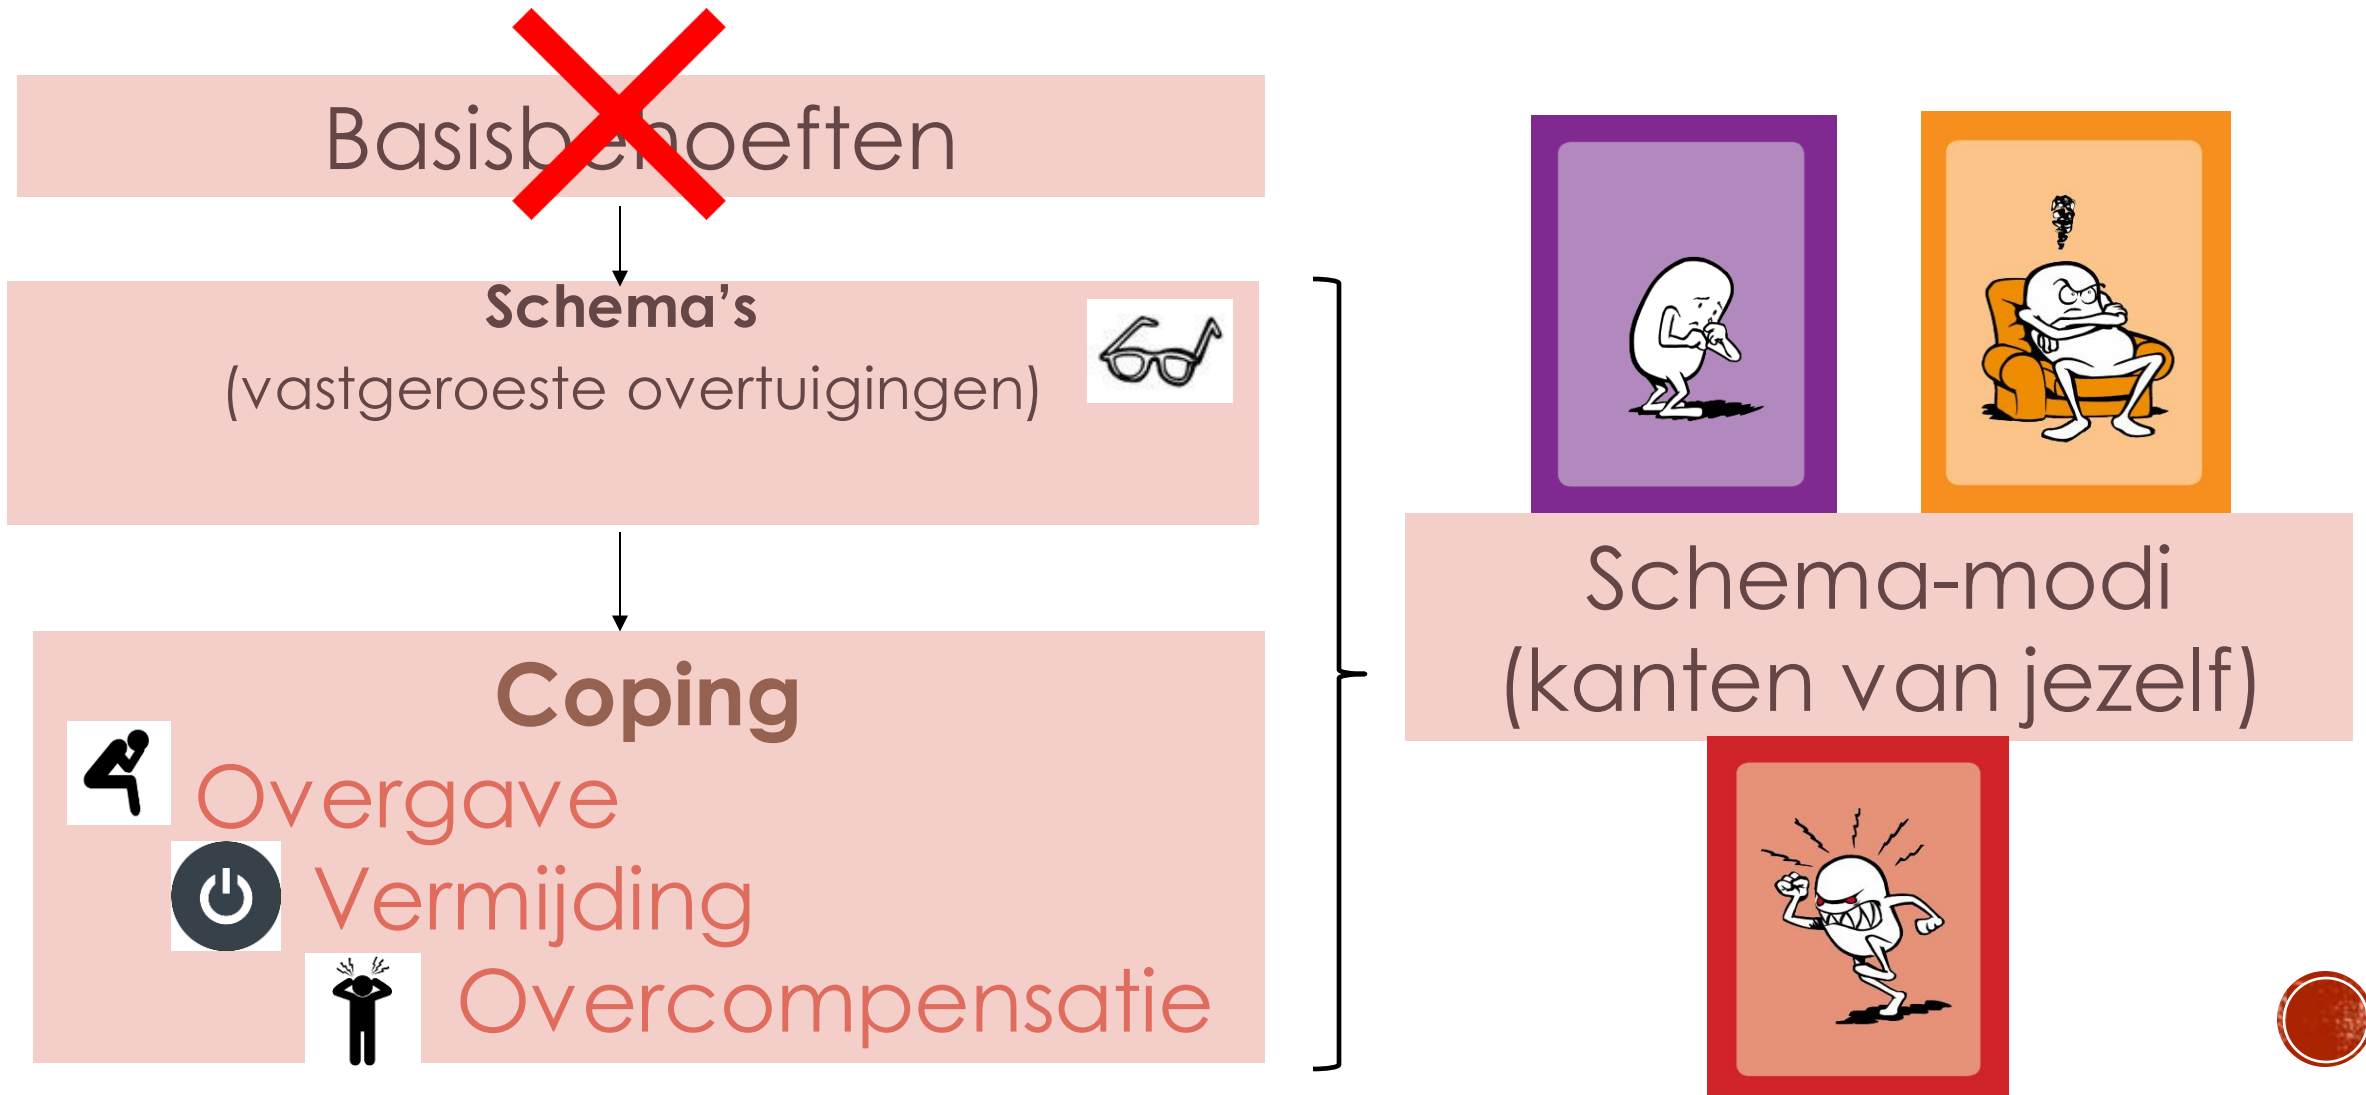 Basisbehoeften
Schema’s
(vastgeroeste overtuigingen)
Coping
Overgave
Vermijding
Overcompensatie
Schema-modi
(kanten van jezelf)